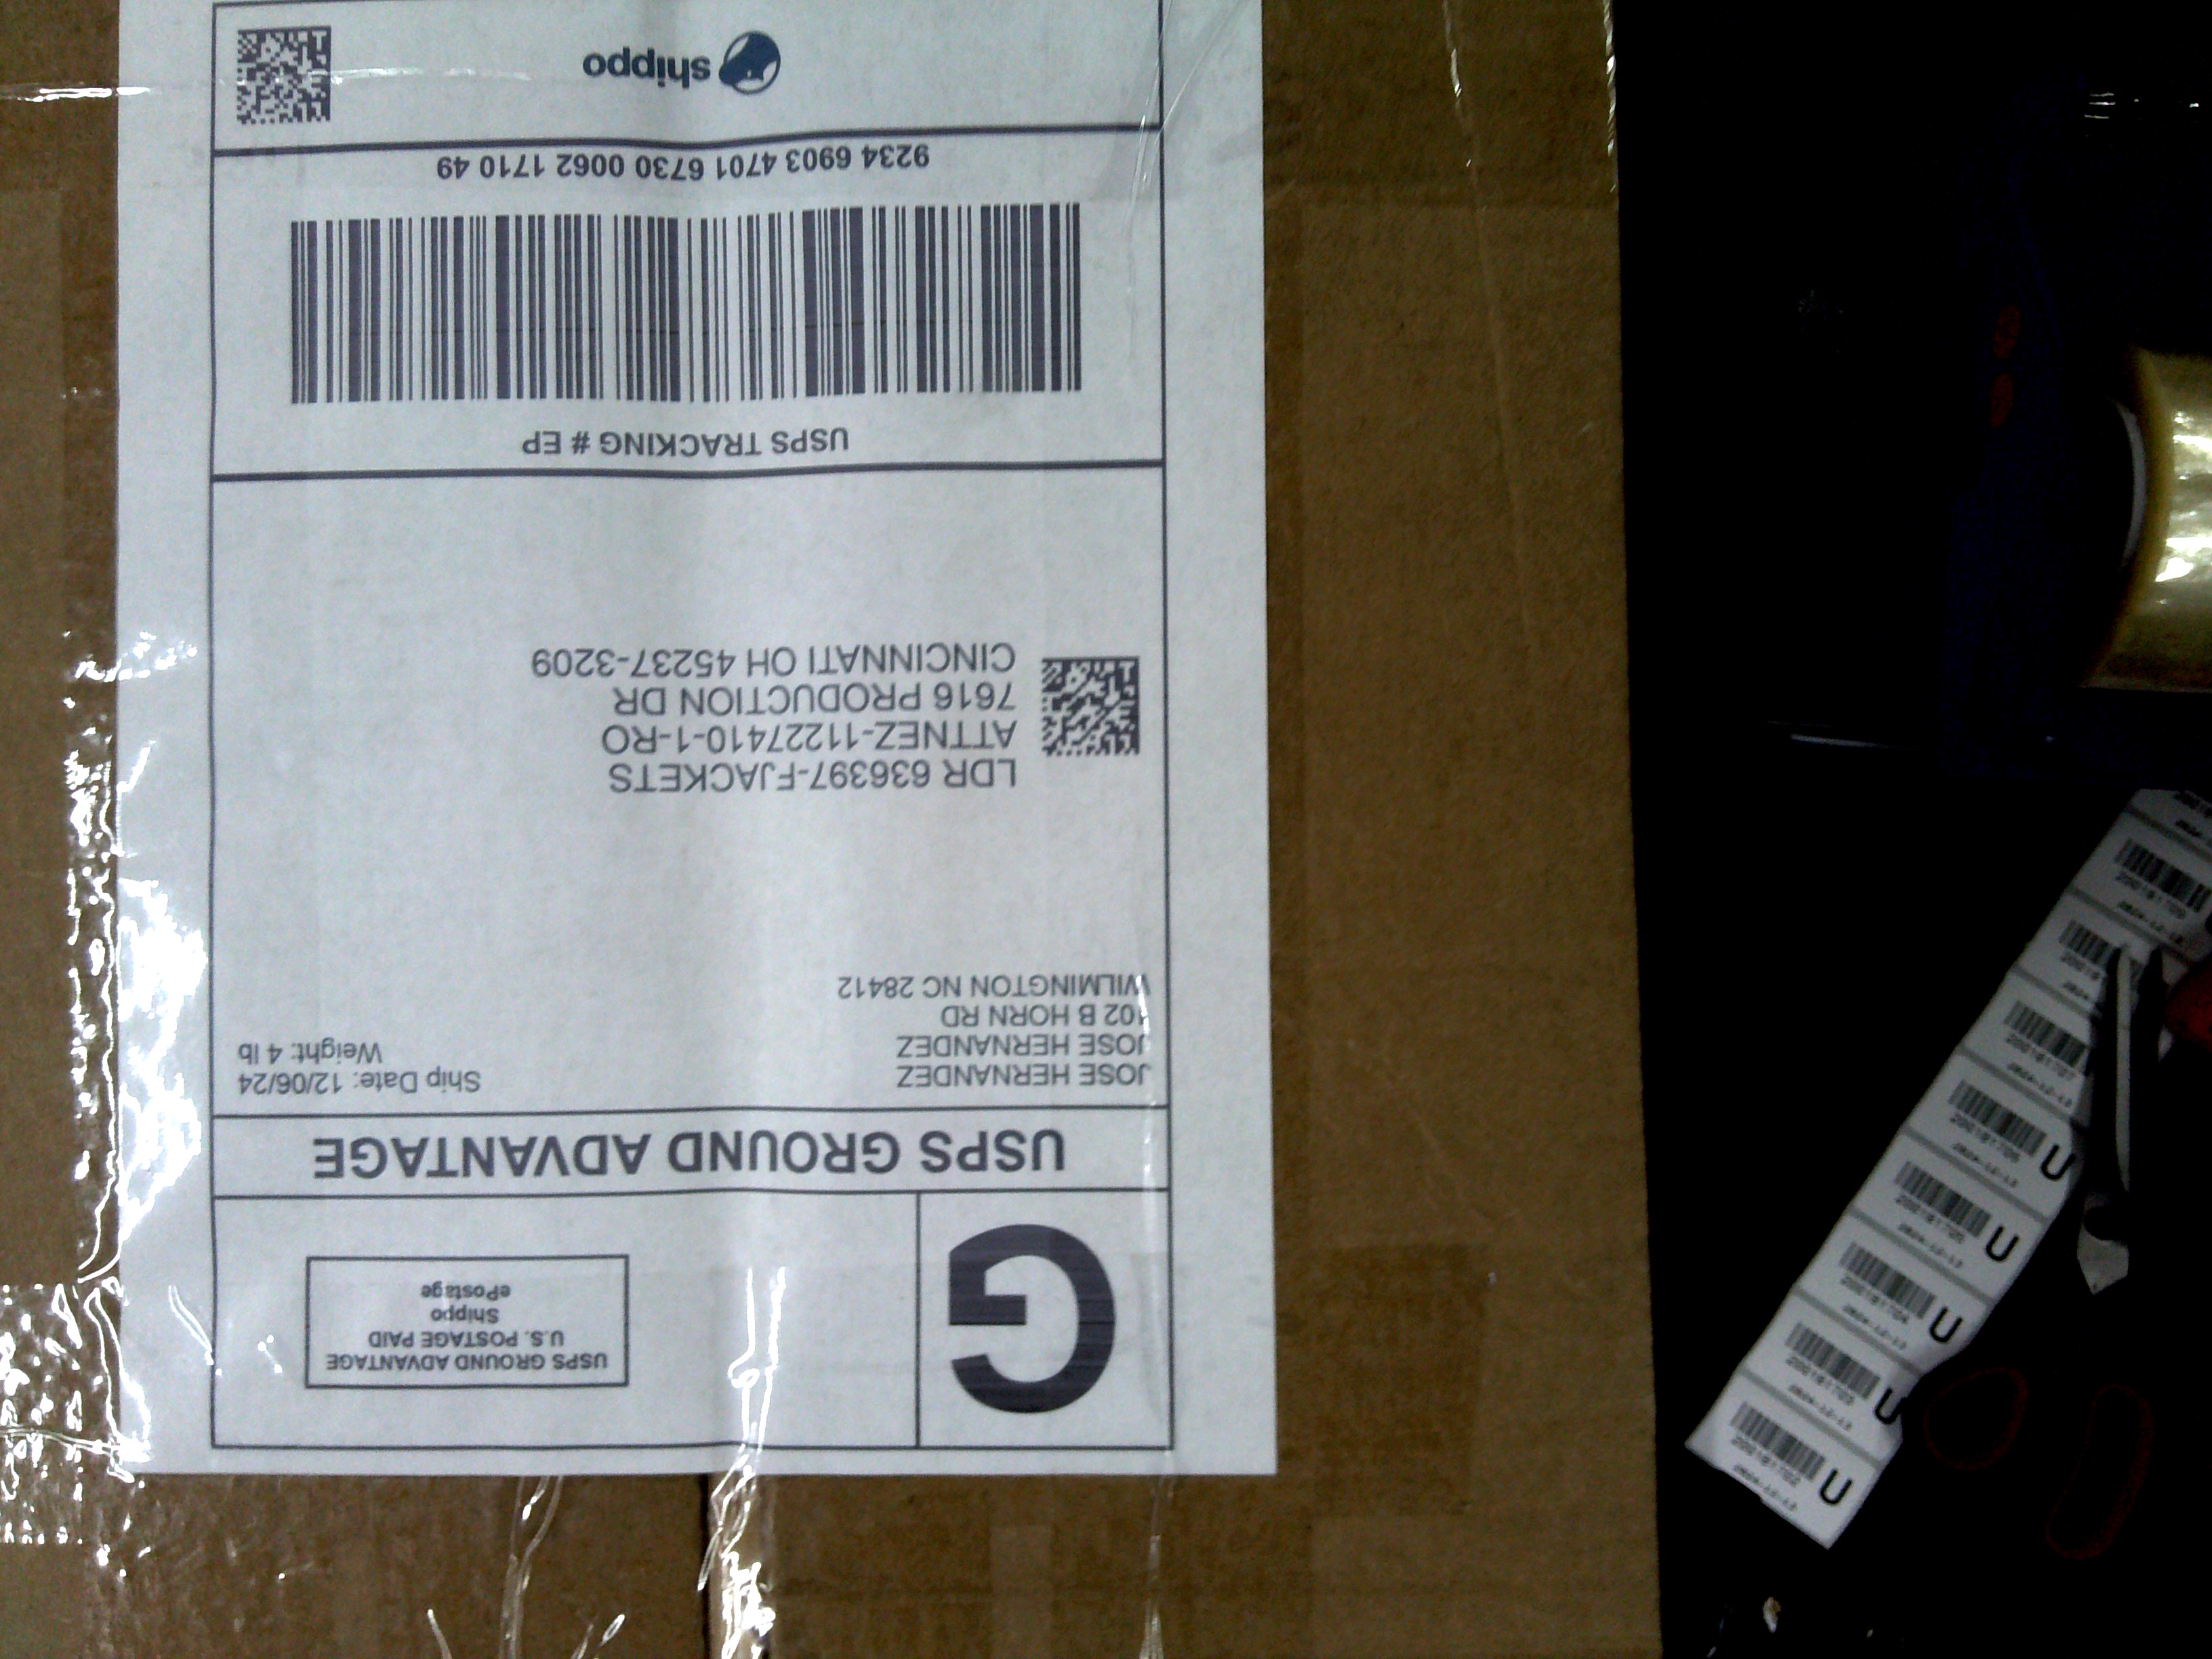 G
USPS GROUND ADVANTAGE
U.S. POSTAGE PAID
Shippo
ePostage
USPS GROUND ADVANTAGE
JOSE HERNANDEZ
JOSE HERNANDEZ
102 B HORN RD
WILMINGTON NC 28412
Ship Date: 12/06/24
Weight: 4 lb
LDR 636397-FJACKETS
ATTNEZ-11227410-1-RO
7616 PRODUCTION DR
CINCINNATI OH 45237-3209
USPS TRACKING # EP
9234 6903 4701 6730 0062 1710 49
shippo